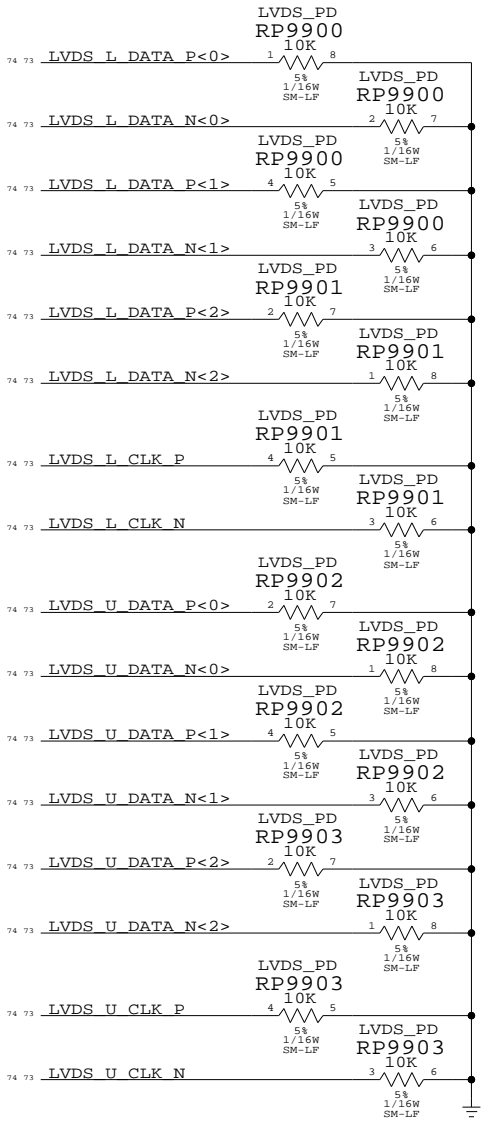 LVDS_PD
RP9900
10K
74 73 LVDS_L_DATA_P<0> 1 8
5%
1/16W
SM-LF
LVDS_PD
RP9900
10K
74 73 LVDS_L_DATA_N<0> 2 7
5%
1/16W
SM-LF
LVDS_PD
RP9900
10K
74 73 LVDS_L_DATA_P<1> 4 5
5%
1/16W
SM-LF
LVDS_PD
RP9900
10K
74 73 LVDS_L_DATA_N<1> 3 6
5%
1/16W
SM-LF
LVDS_PD
RP9901
10K
74 73 LVDS_L_DATA_P<2> 2 7
5%
1/16W
SM-LF
LVDS_PD
RP9901
10K
74 73 LVDS_L_DATA_N<2> 1 8
5%
1/16W
SM-LF
LVDS_PD
RP9901
10K
74 73 LVDS_L_CLK_P 4 5
5%
1/16W
SM-LF
LVDS_PD
RP9901
10K
74 73 LVDS_L_CLK_N 3 6
5%
1/16W
SM-LF
LVDS_PD
RP9902
10K
74 73 LVDS_U_DATA_P<0> 2 7
5%
1/16W
SM-LF
LVDS_PD
RP9902
10K
74 73 LVDS_U_DATA_N<0> 1 8
5%
1/16W
SM-LF
LVDS_PD
RP9902
10K
74 73 LVDS_U_DATA_P<1> 4 5
5%
1/16W
SM-LF
LVDS_PD
RP9902
10K
74 73 LVDS_U_DATA_N<1> 3 6
5%
1/16W
SM-LF
LVDS_PD
RP9903
10K
74 73 LVDS_U_DATA_P<2> 2 7
5%
1/16W
SM-LF
LVDS_PD
RP9903
10K
74 73 LVDS_U_DATA_N<2> 1 8
5%
1/16W
SM-LF
LVDS_PD
RP9903
10K
74 73 LVDS_U_CLK_P 4 5
5%
1/16W
SM-LF
LVDS_PD
RP9903
10K
74 73 LVDS_U_CLK_N 3 6
5%
1/16W
SM-LF